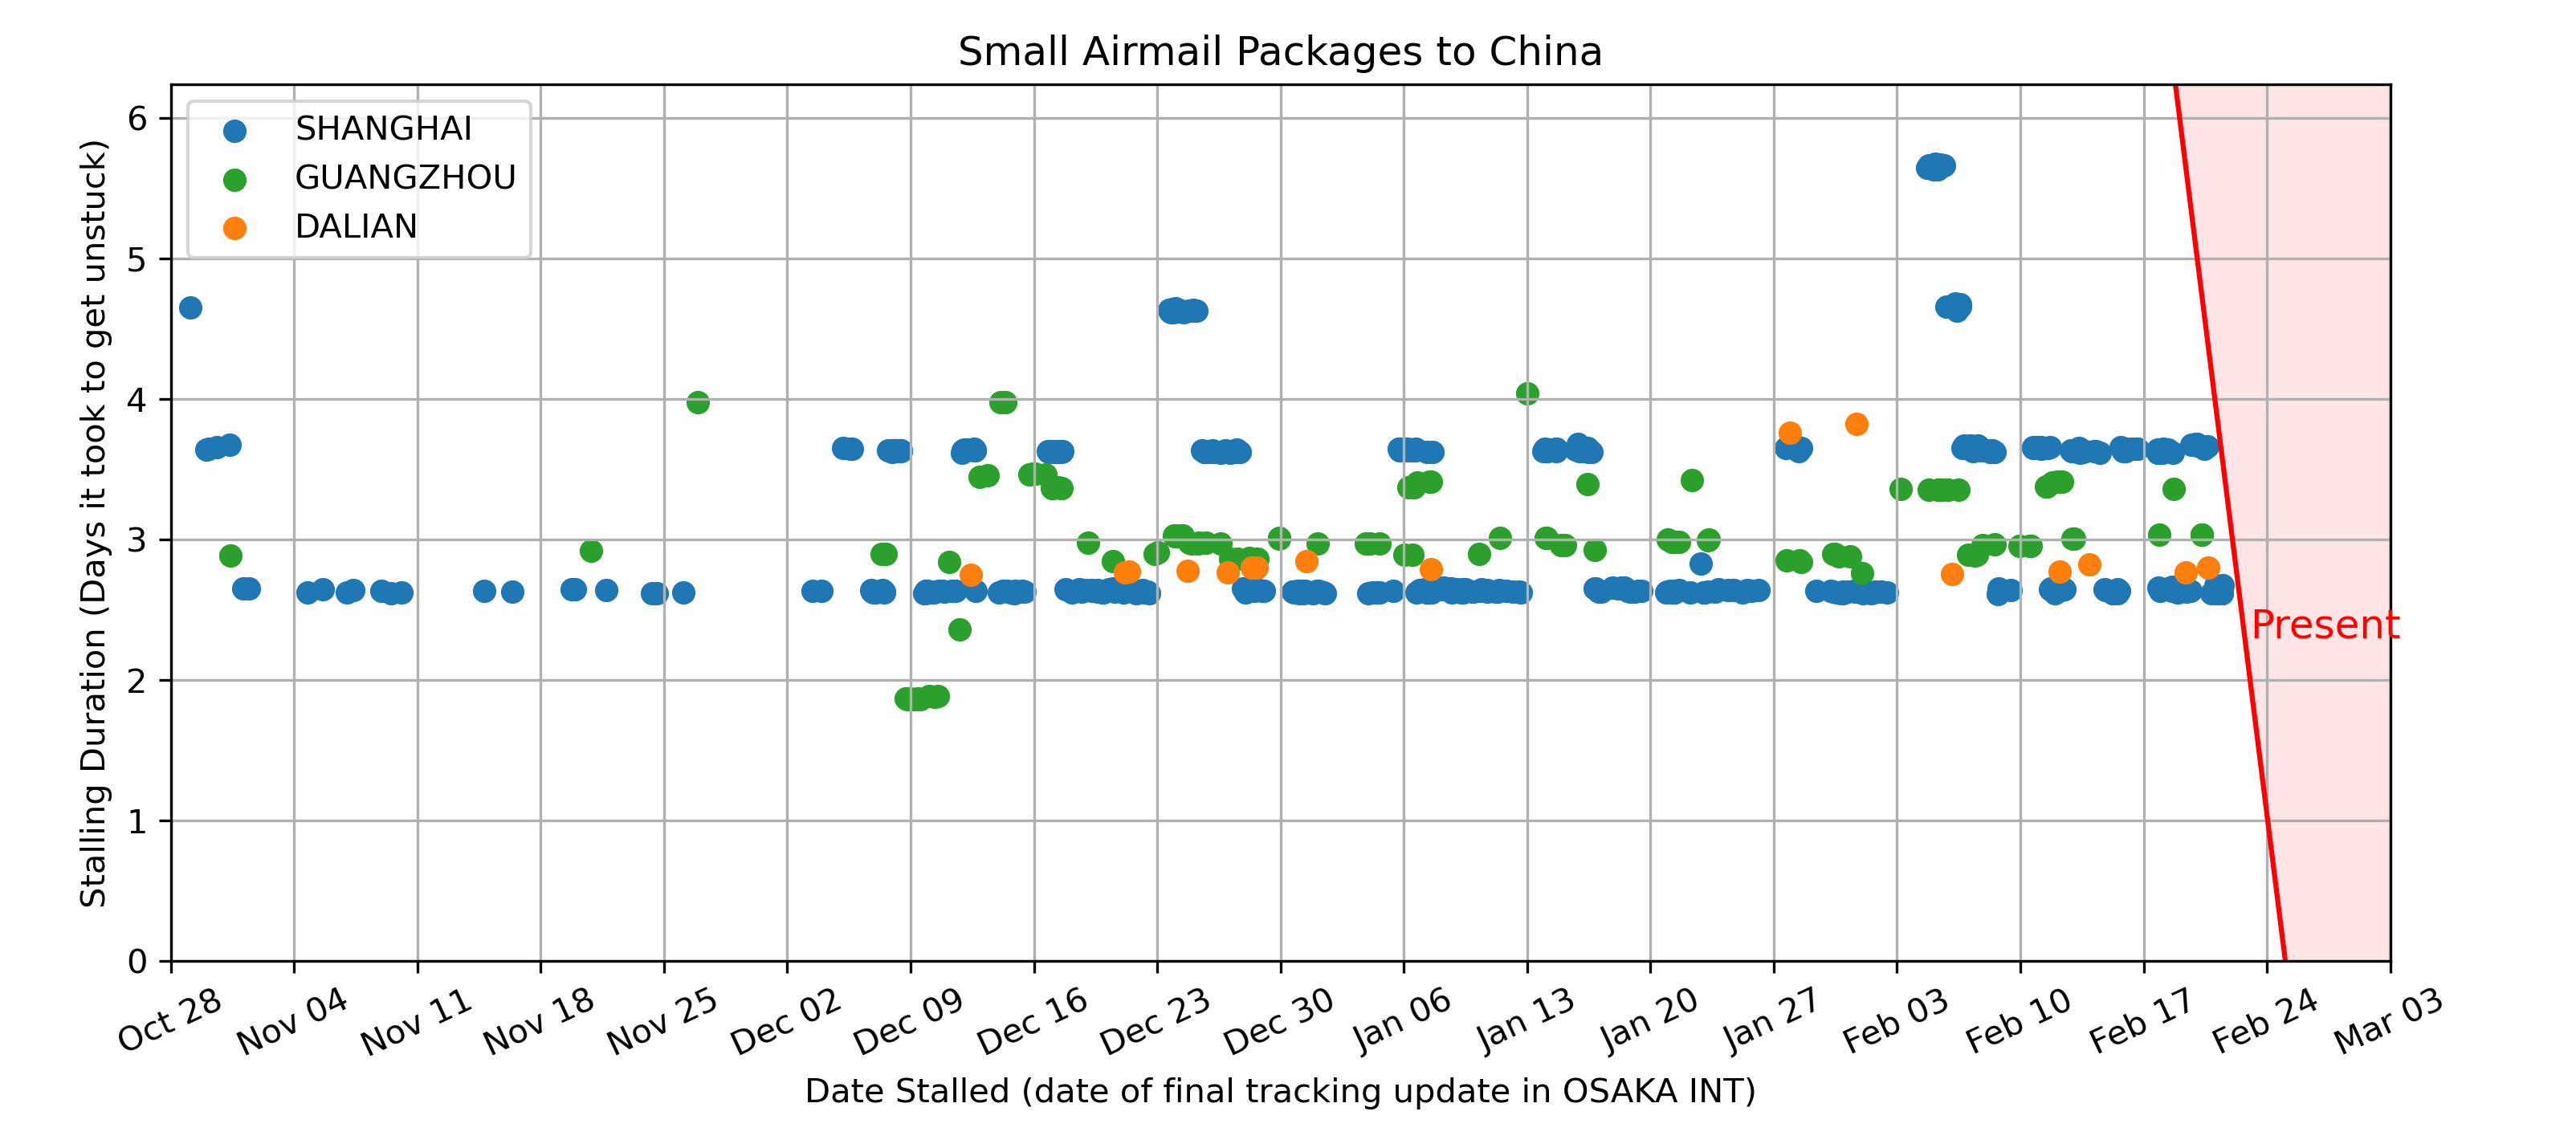 Small Airmail Packages to China
SHANGHAI
GUANGZHOU
DALIAN
Stalling Duration (Days it took to get unstuck)
6
5
4
3
2
1
0
Present
Oct 28
Nov 04
Nov 11
Nov 18
Nov 25
Dec 02
Dec 09
Dec 16
Dec 23
Dec 30
Jan 06
Jan 13
Jan 20
Jan 27
Feb 03
Feb 10
Feb 17
Feb 24
Mar 03
Date Stalled (date of final tracking update in OSAKA INT)